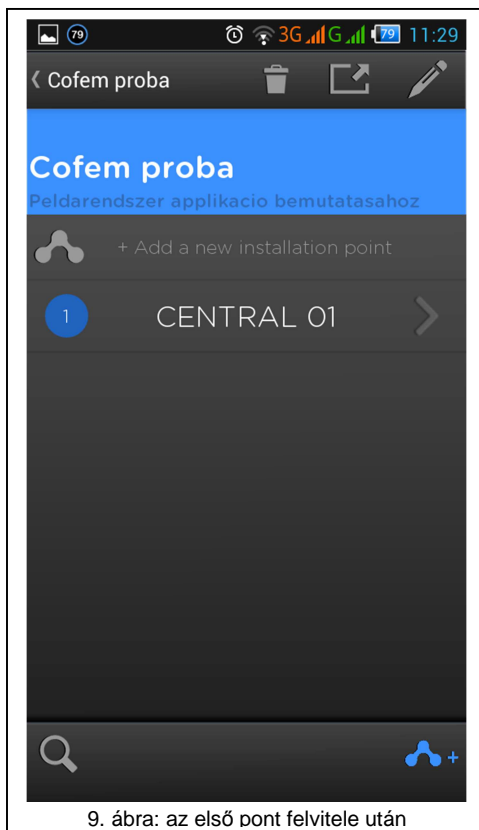 79 3G G 79 11:29
Cofem proba
Cofem proba
Peldarendszer applikacio bemutatasahoz
+ Add a new installation point
1 CENTRAL 01
+
9. ábra: az első pont felvitele után